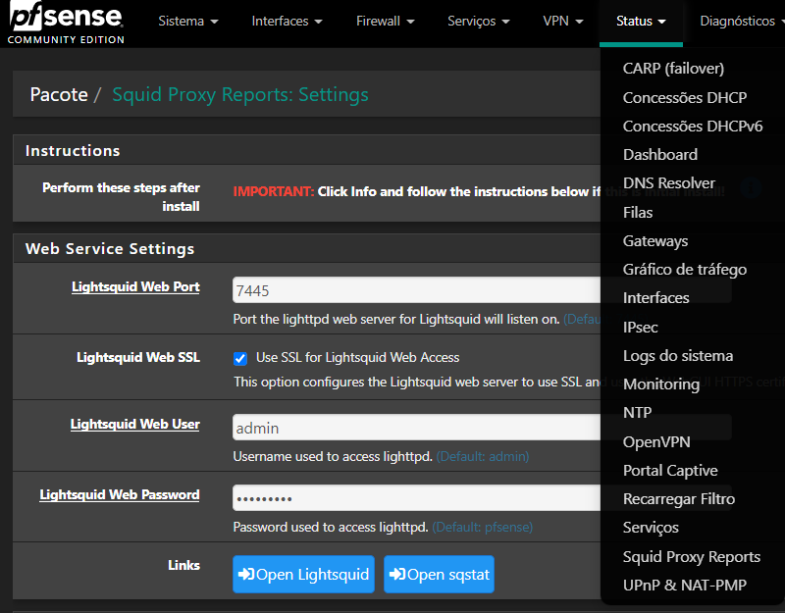 pfsense
COMMUNITY EDITION
Sistema
Interfaces
Firewall
Serviços
VPN
Status
Diagnósticos
Pacote / Squid Proxy Reports: Settings
Instructions
Perform these steps after install
IMPORTANT: Click Info and follow the instructions below if this is initial install!
Web Service Settings
Lightsquid Web Port
7445
Port the lighttpd web server for Lightsquid will listen on. (Defau
Lightsquid Web SSL
Use SSL for Lightsquid Web Access
This option configures the Lightsquid web server to use SSL and GUI HTTPS certi
Lightsquid Web User
admin
Username used to access lighttpd. (Default: admin)
Lightsquid Web Password
•••••••••
Password used to access lighttpd. (Default: pfsense)
Links
Open Lightsquid
Open sqstat
CARP (failover)
Concessões DHCP
Concessões DHCPv6
Dashboard
DNS Resolver
Filas
Gateways
Gráfico de tráfego
Interfaces
IPsec
Logs do sistema
Monitoring
NTP
OpenVPN
Portal Captive
Recarregar Filtro
Serviços
Squid Proxy Reports
UPnP & NAT-PMP